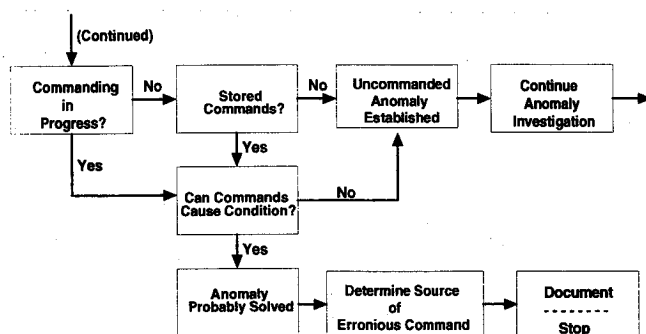 (Continued)
Commanding
in
Progress?
No
Stored
Commands?
No
Uncommanded
Anomaly
Established
Continue
Anomaly
Investigation
Yes
Yes
Can Commands
Cause Condition?
No
Yes
Anomaly
Probably Solved
Determine Source
of
Erronious Command
Document
Stop